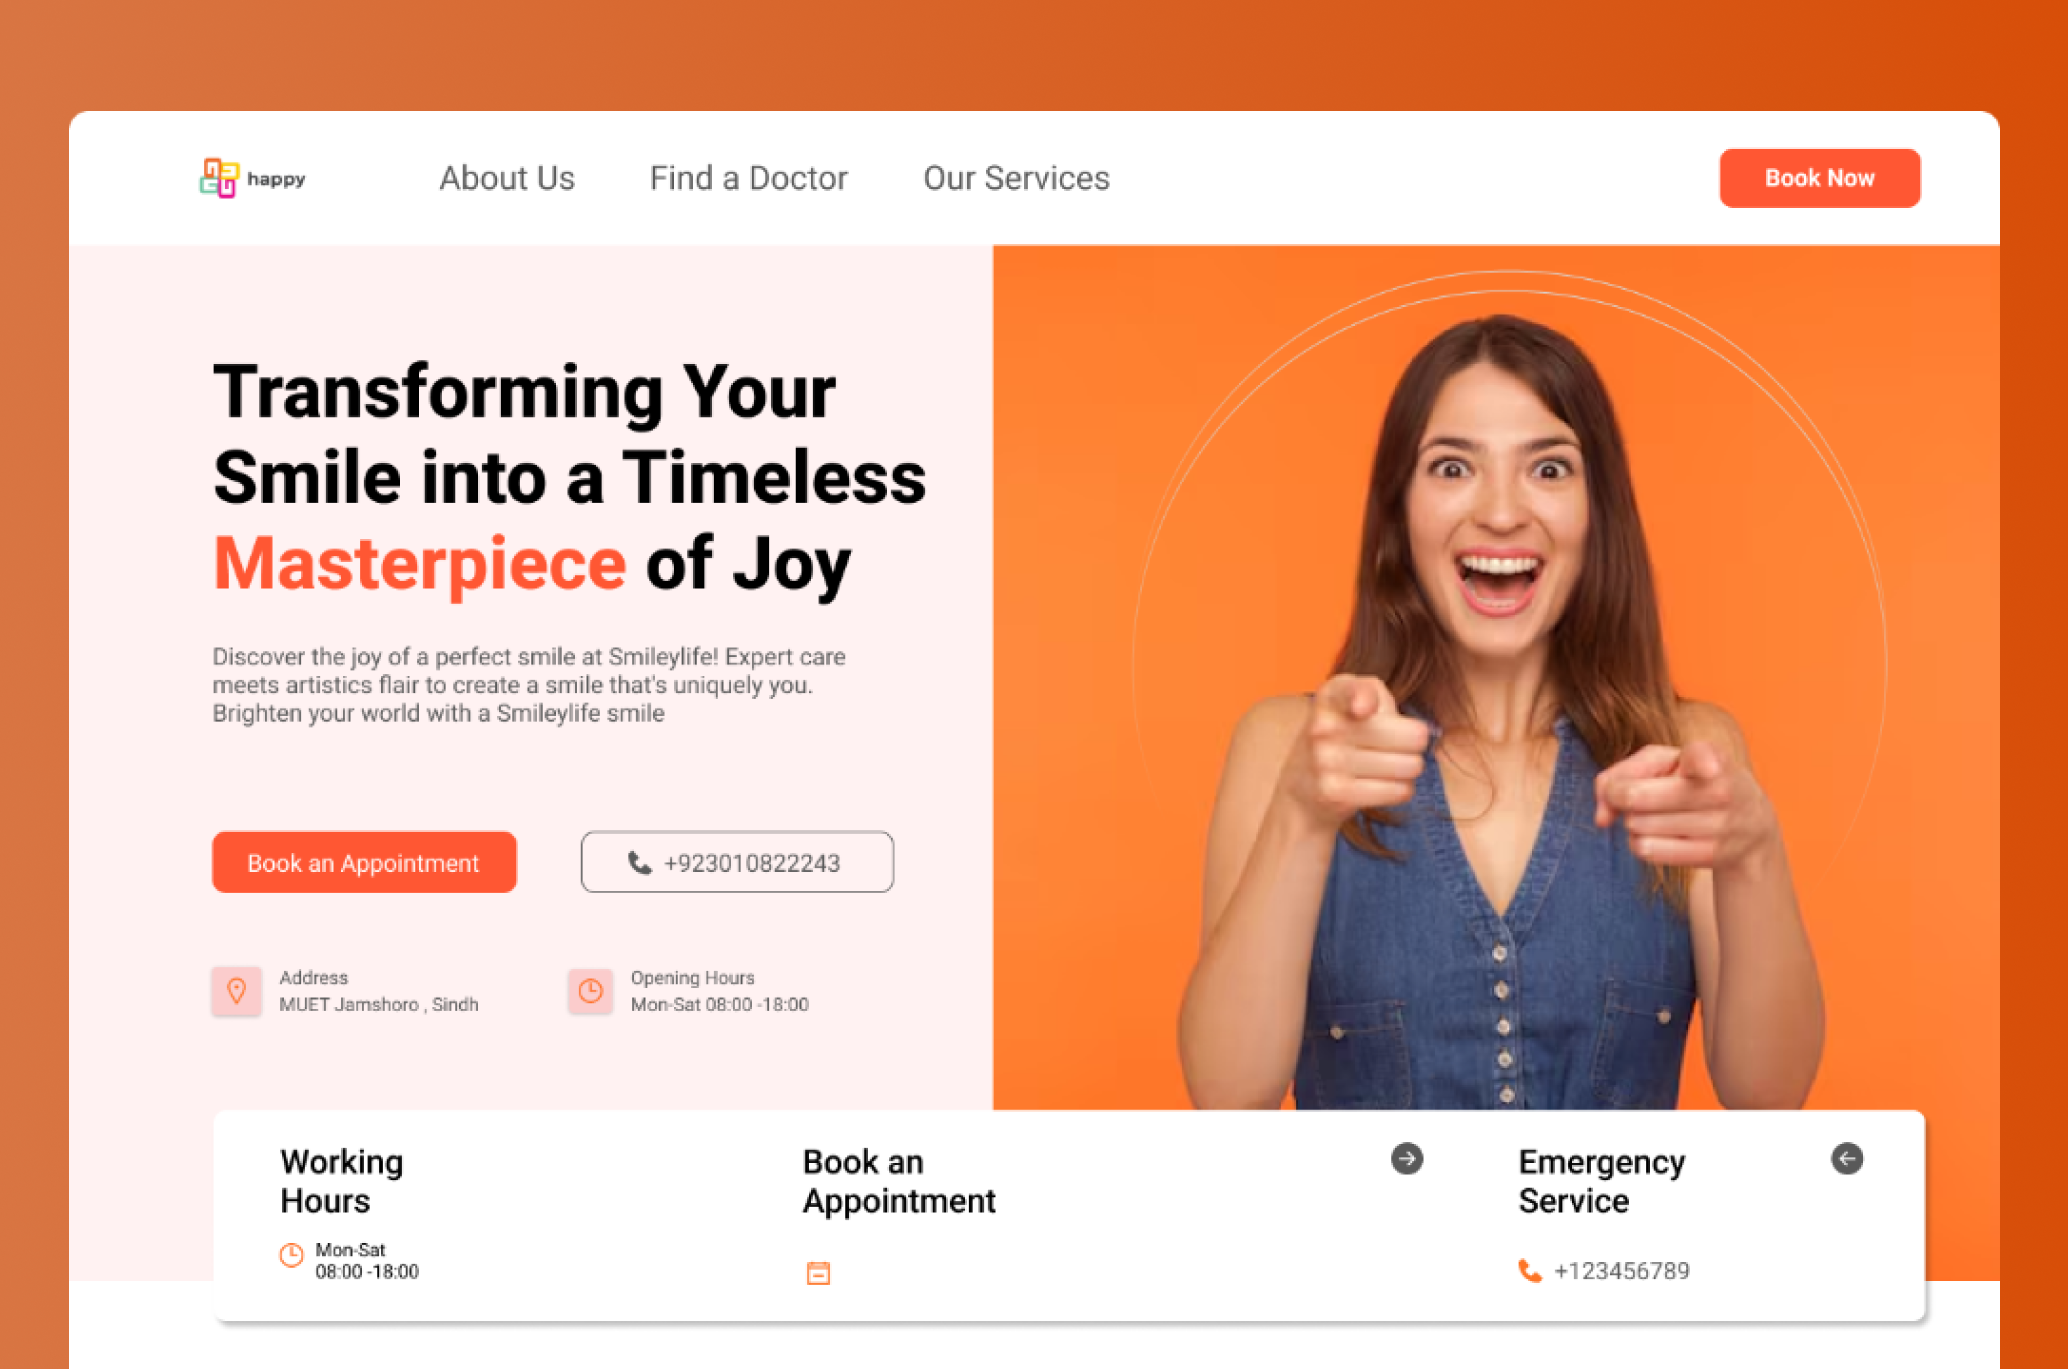 happy
About Us
Find a Doctor
Our Services
Book Now
Transforming Your
Smile into a Timeless
Masterpiece of Joy
Discover the joy of a perfect smile at Smileylife! Expert care
meets artistics flair to create a smile that's uniquely you.
Brighten your world with a Smileylife smile
Book an Appointment
+923010822243
Address
MUET Jamshoro , Sindh
Opening Hours
Mon-Sat 08:00 -18:00
Working
Hours
Mon-Sat
08:00 -18:00
Book an
Appointment
Emergency
Service
+123456789